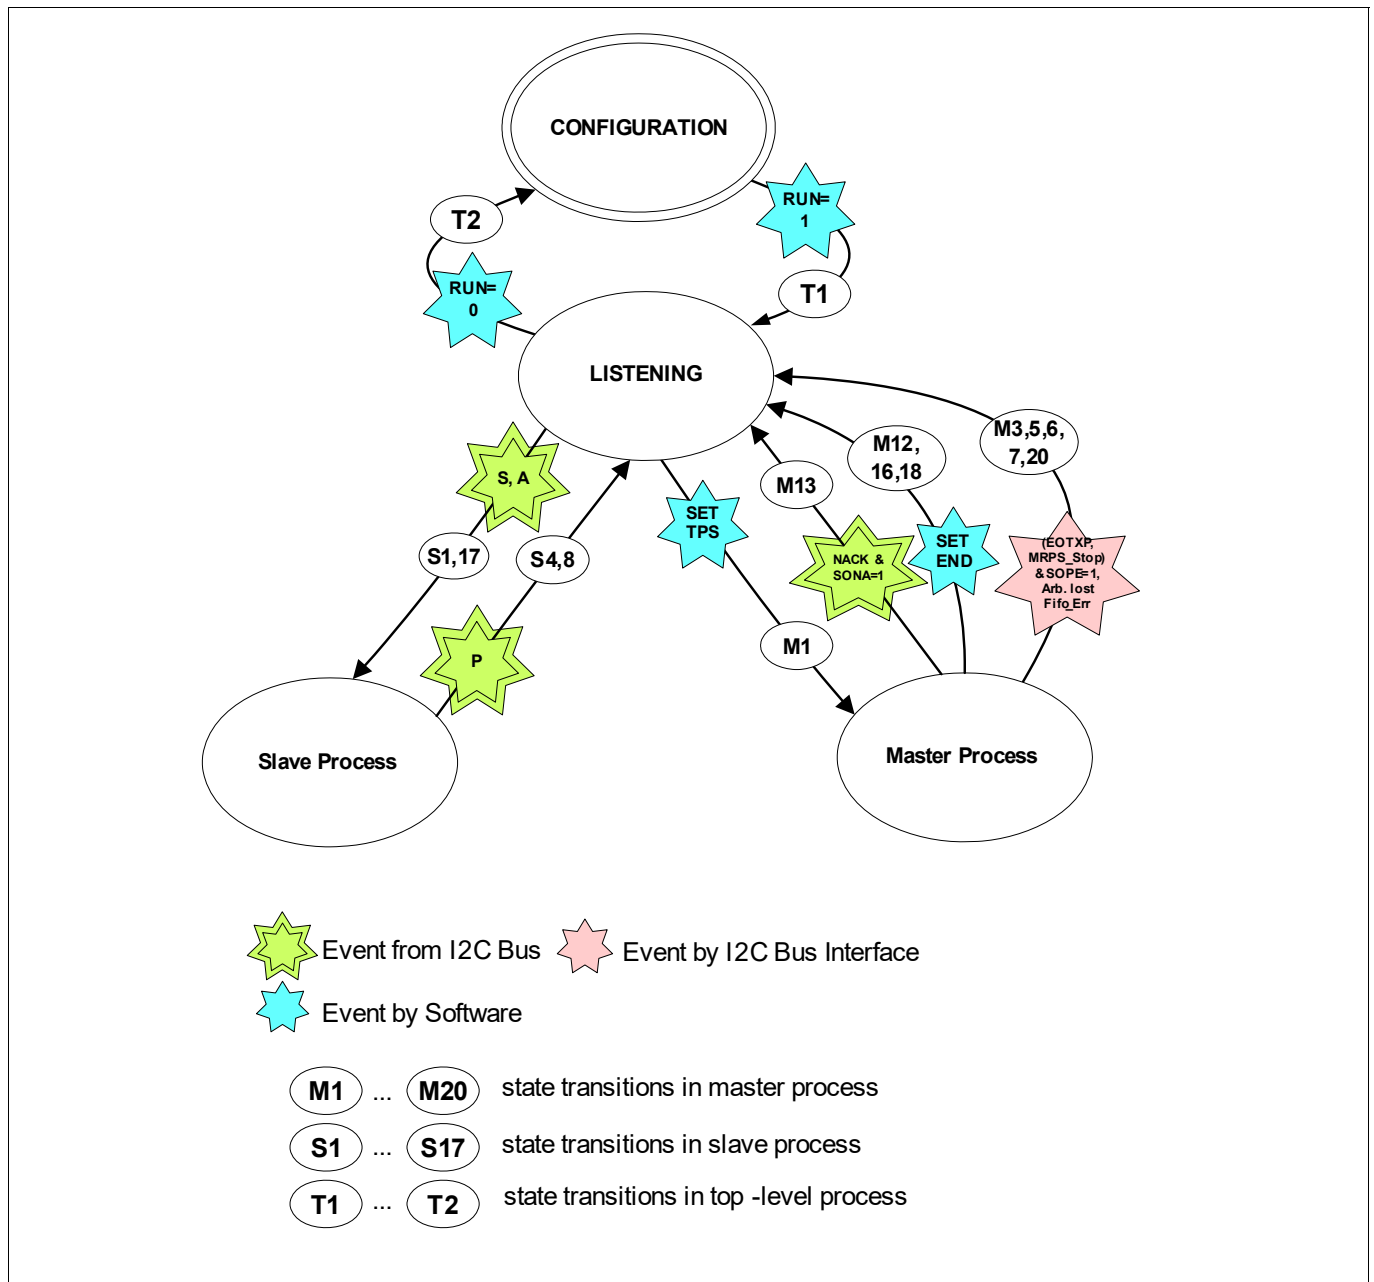 CONFIGURATION
RUN=
1
T2
RUN=
0
T1
LISTENING
M3,5,6,
7,20
M12,
16,18
M13
S, A
SET
TPS
S1,17
S4,8
NACK &
SONA=1
SET
END
(EOTXP,
MRPS_Stop)
&SOPE=1,
Arb. lost
Fifo_Err
P
M1
Slave Process
Master Process
Event from I2C Bus
Event by I2C Bus Interface
Event by Software
M1 ... M20 state transitions in master process
S1 ... S17 state transitions in slave process
T1 ... T2 state transitions in top -level process